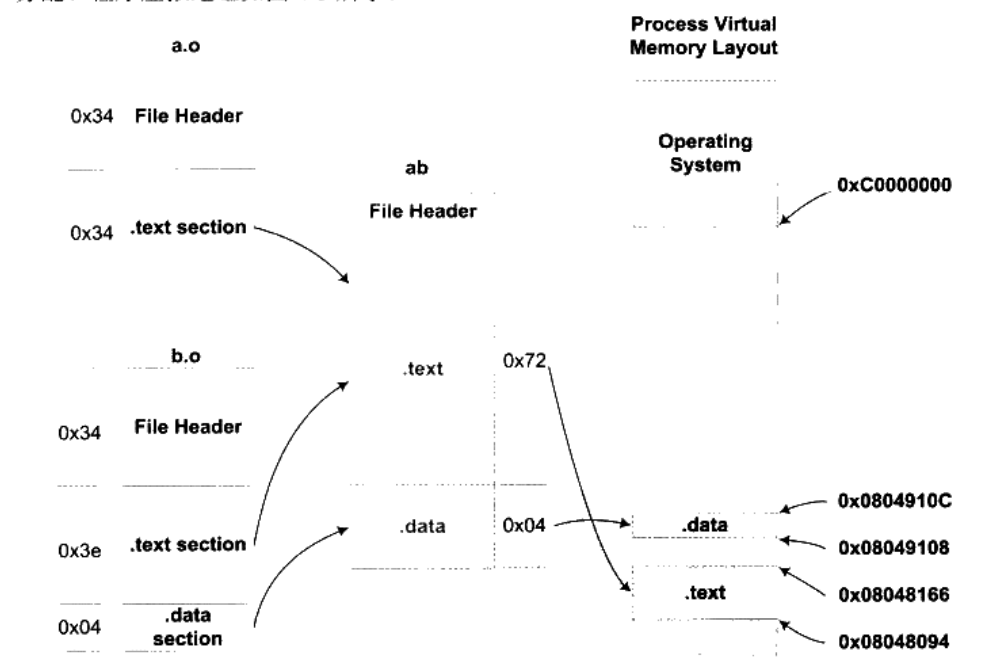 a.o
0x34 File Header
0x34 .text section
b.o
0x34 File Header
0x3e .text section
0x04 .data
section
ab
File Header
.text 0x72
.data 0x04
Process Virtual
Memory Layout
Operating
System
0xC0000000
0x0804910C
.data
0x08049108
.text
0x08048166
0x08048094